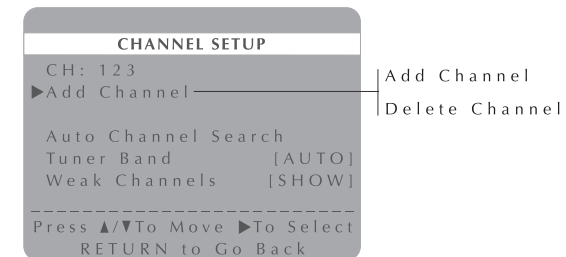 CHANNEL SETUP
CH: 123
▶Add Channel
Add Channel
Delete Channel
Auto Channel Search
Tuner Band [AUTO]
Weak Channels [SHOW]
Press ▲/▼To Move ▶To Select
RETURN to Go Back